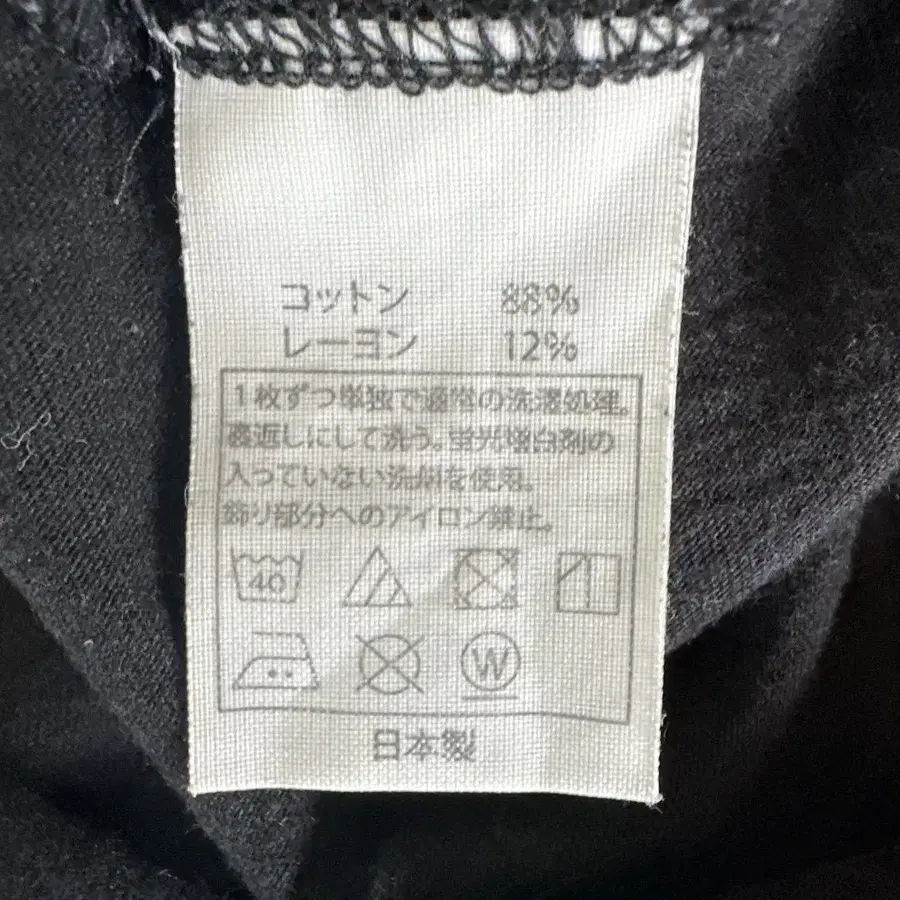 コットン 88%
レーヨン 12%
1枚ずつ単独で通常の洗濯処理。
裏返しにして洗う。蛍光増白剤の
入っていない洗剤を使用。
飾り部分へのアイロン禁止。
40
W
日本製